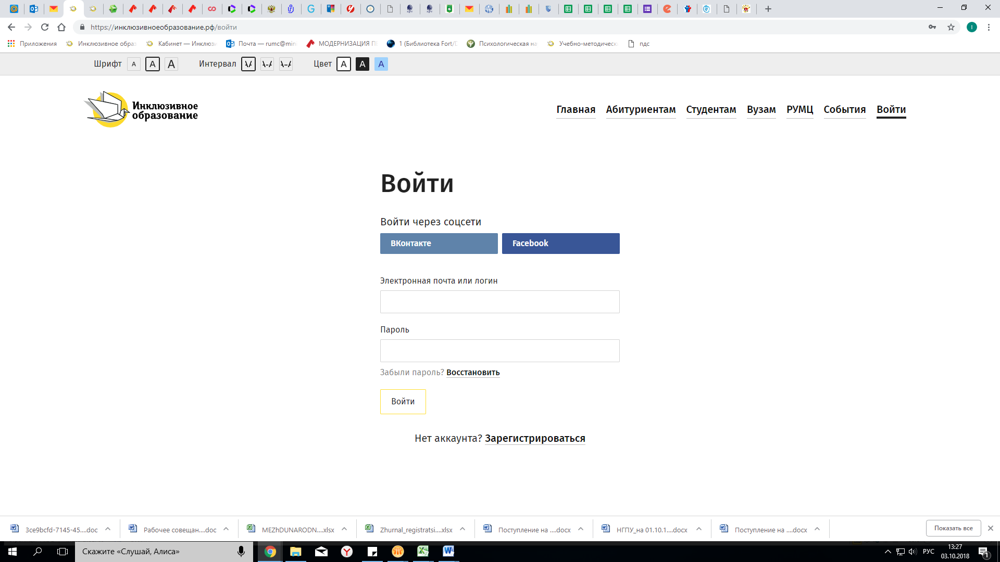 https://инклюзивноеобразование.рф/войти
Приложения Инклюзивное образ Кабинет — Инклюзи Почта — rumc@min МОДЕРНИЗАЦИЯ П 1 (Библиотека Fort/D Психологическая на Учебно-методическ пдс
Шрифт A A A Интервал Цвет A A A
Инклюзивное
образование
Главная Абитуриентам Студентам Вузам РУМЦ События Войти
Войти
Войти через соцсети
ВКонтакте Facebook
Электронная почта или логин
Пароль
Забыли пароль? Восстановить
Войти
Нет аккаунта? Зарегистрироваться
3ce9bcfd-7145-45....doc Рабочее совещан....doc MEZhDUNARODN....xlsx Zhurnal_registratsi....xlsx Поступление на ....docx НГПУ_на 01.10.1....docx Поступление на ....docx Показать все
Скажите «Слушай, Алиса» РУС 13:27
03.10.2018